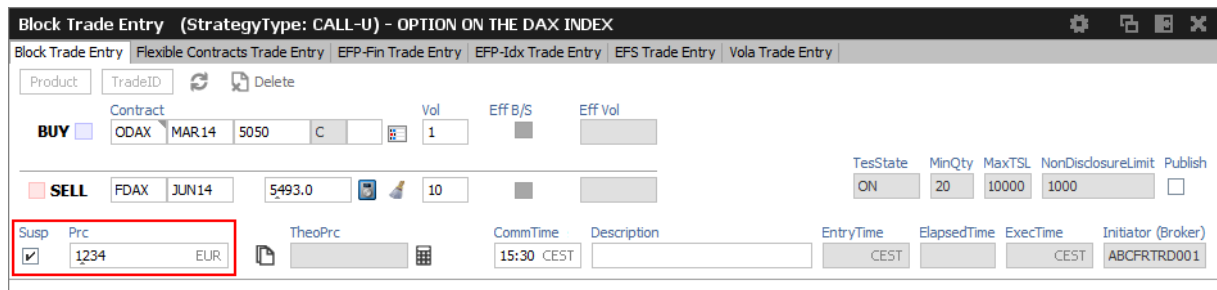 Block Trade Entry (StrategyType: CALL-U) - OPTION ON THE DAX INDEX
Block Trade Entry Flexible Contracts Trade Entry EFP-Fin Trade Entry EFP-Idx Trade Entry EFS Trade Entry Vola Trade Entry
Product TradeID Delete
Contract Vol Eff B/S Eff Vol
BUY ODAX MAR14 5050 C 1
TesState MinQty MaxTSL NonDisclosureLimit Publish
SELL FDAX JUN14 5493.0 10 ON 20 10000 1000
Susp Prc TheoPrc CommTime Description EntryTime ElapsedTime ExecTime Initiator (Broker)
1234 EUR 15:30 CEST CEST CEST ABCFRTRD001